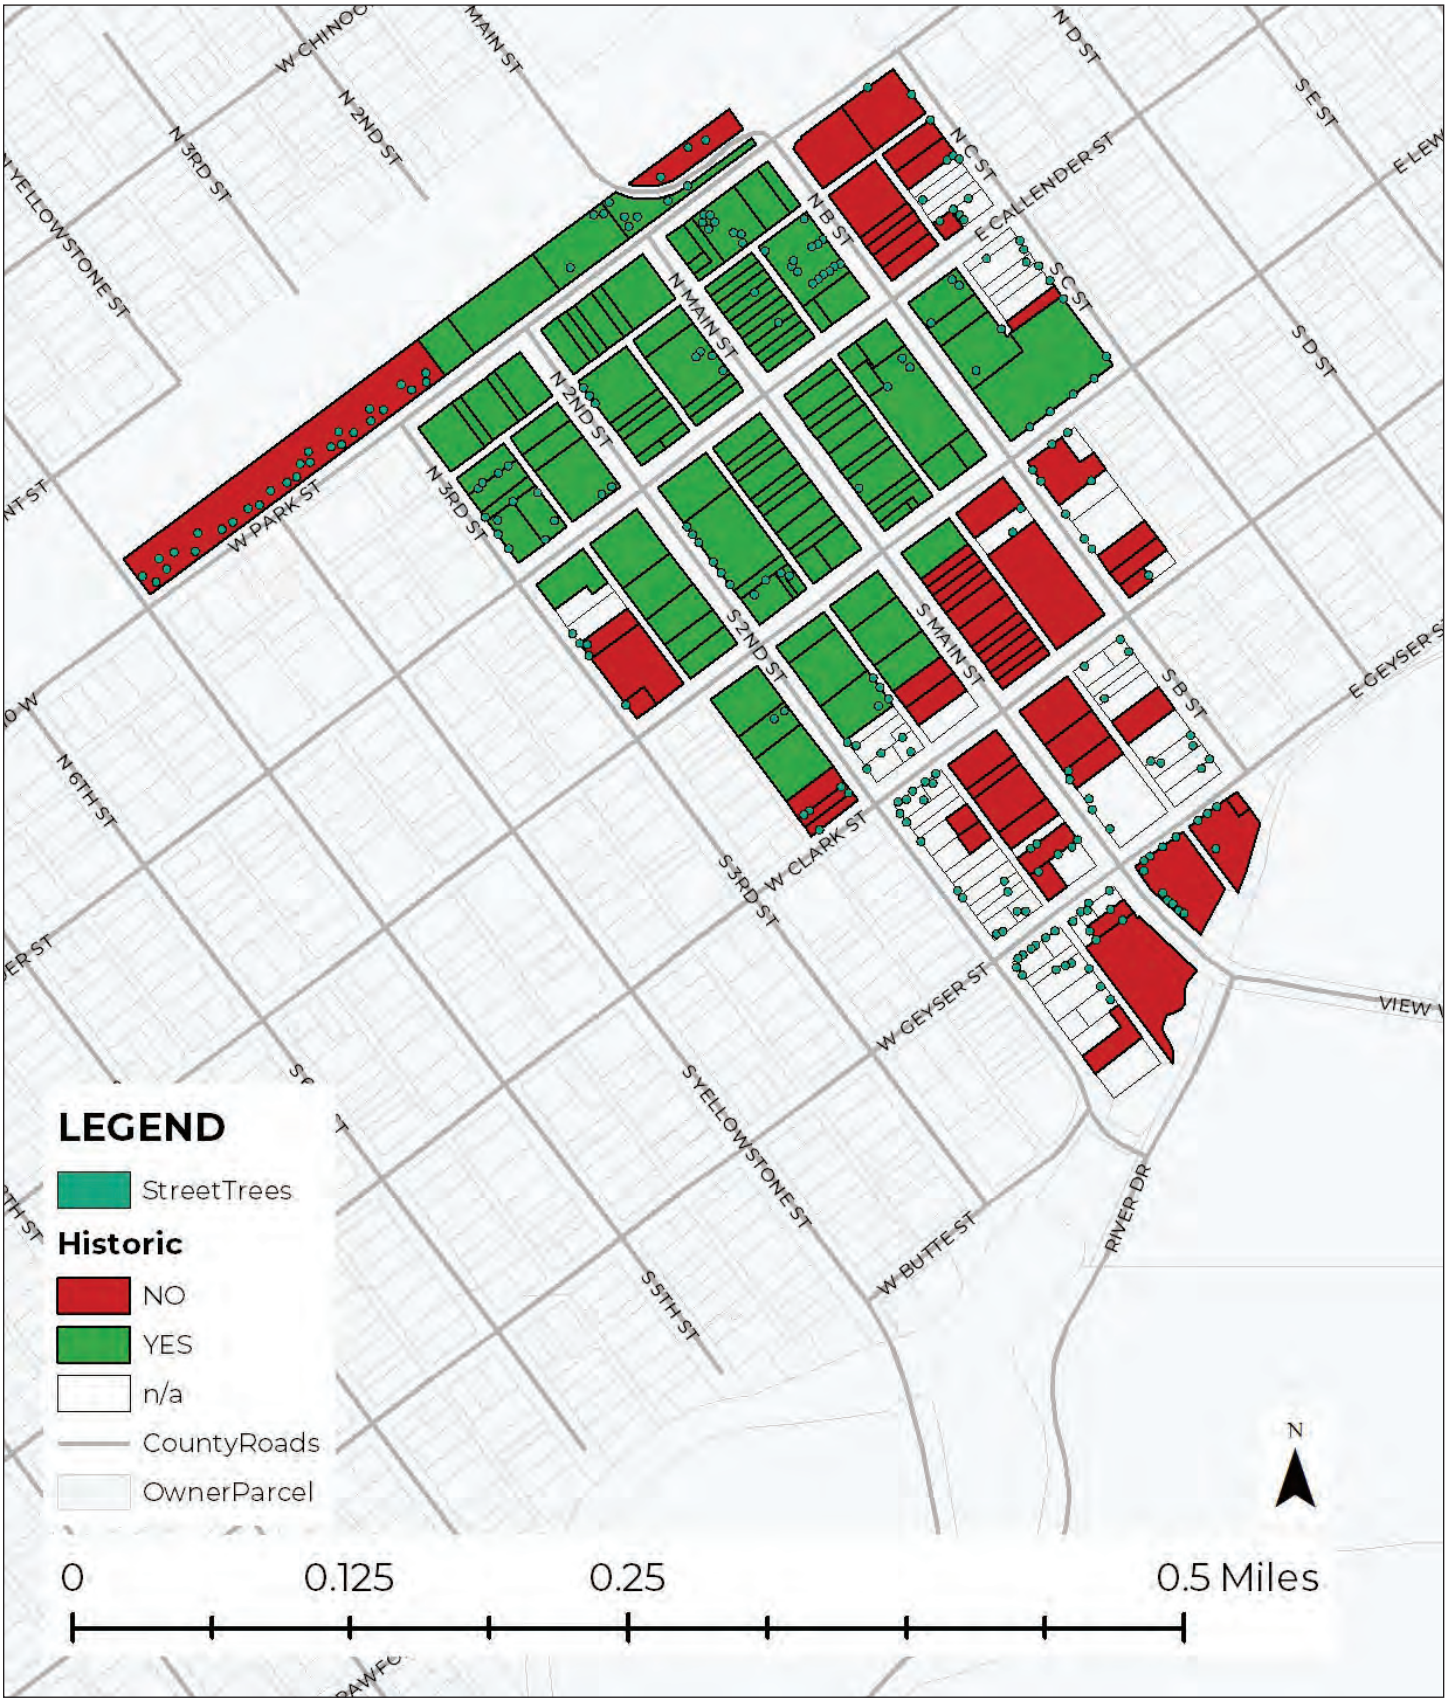 W CHINOO
MAIN ST
N D ST
S E ST
N 2ND ST
N 3RD ST
N YELLOWSTONE ST
N C ST
E CALLENDER ST
E LEW
N B ST
S C ST
N MAIN ST
S D ST
N 2ND ST
N 3RD ST
W PARK ST
NT ST
S 2ND ST
S MAIN ST
S B ST
E GEYSER S
N 6TH ST
W CLARK ST
S 3RD ST
DER ST
W GEYSER ST
VIEW V
S YELLOWSTONE ST
RIVER DR
W BUTTE ST
S 5TH ST
LEGEND
StreetTrees
Historic
NO
YES
n/a
CountyRoads
OwnerParcel
N
0 0.125 0.25 0.5 Miles
RAWFO